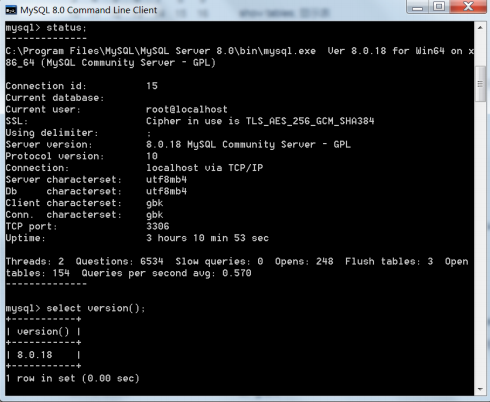 MySQL 8.0 Command Line Client
mysql> status;
--------------
C:\Program Files\MySQL\MySQL Server 8.0\bin\mysql.exe  Ver 8.0.18 for Win64 on x
86_64 (MySQL Community Server - GPL)
Connection id:          15
Current database:
Current user:           root@localhost
SSL:                    Cipher in use is TLS_AES_256_GCM_SHA384
Using delimiter:        ;
Server version:         8.0.18 MySQL Community Server - GPL
Protocol version:       10
Connection:             localhost via TCP/IP
Server characterset:    utf8mb4
Db     characterset:    utf8mb4
Client characterset:    gbk
Conn.  characterset:    gbk
TCP port:               3306
Uptime:                 3 hours 10 min 53 sec
Threads: 2  Questions: 6534  Slow queries: 0  Opens: 248  Flush tables: 3  Open
tables: 154  Queries per second avg: 0.570
--------------
mysql> select version();
+-----------+
| version() |
+-----------+
| 8.0.18    |
+-----------+
1 row in set (0.00 sec)